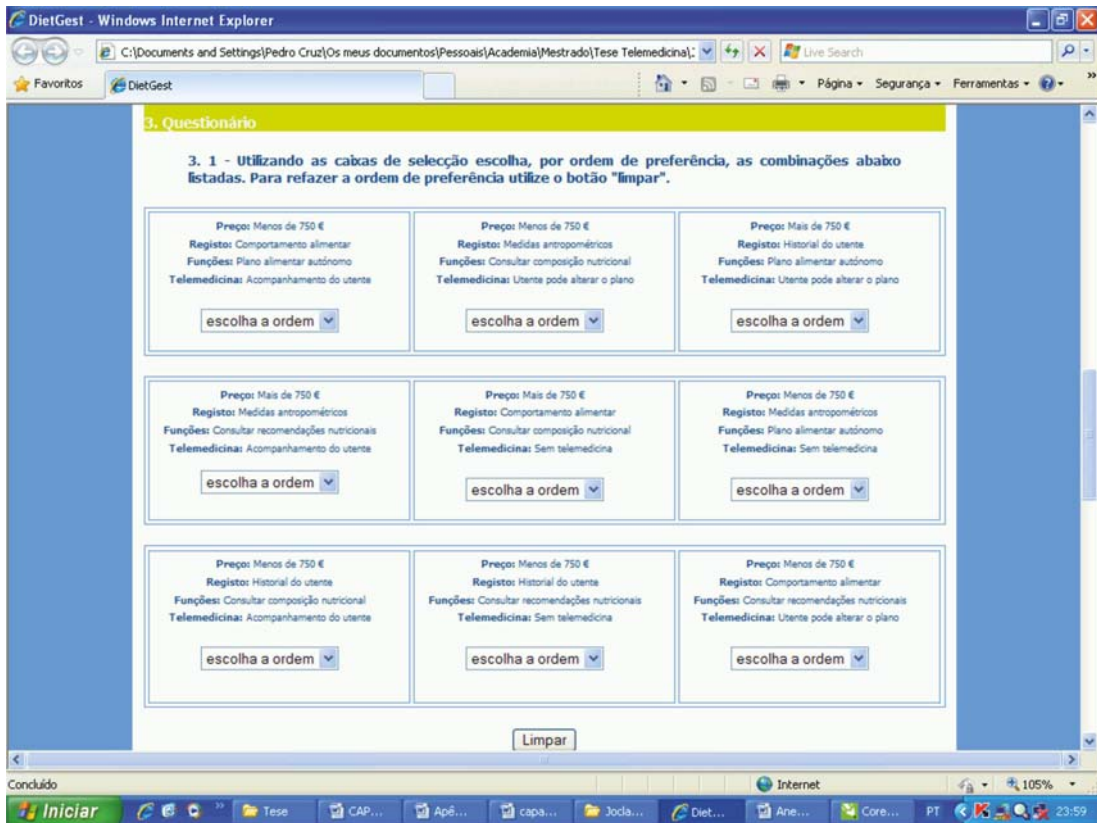 DietGest - Windows Internet Explorer
C:\Documents and Settings\Pedro Cruz\Os meus documentos\Pessoais\Academia\Mestrado\Tese Telemedicina\
Live Search
Favoritos DietGest Página Segurança Ferramentas
3. Questionário
3. 1 - Utilizando as caixas de selecção escolha, por ordem de preferência, as combinações abaixo
listadas. Para refazer a ordem de preferência utilize o botão "limpar".
Preço: Menos de 750 €
Registo: Comportamento alimentar
Funções: Plano alimentar autónomo
Telemedicina: Acompanhamento do utente
escolha a ordem
Preço: Menos de 750 €
Registo: Medidas antropométricos
Funções: Consultar composição nutricional
Telemedicina: Utente pode alterar o plano
escolha a ordem
Preço: Mais de 750 €
Registo: Historial do utente
Funções: Plano alimentar autónomo
Telemedicina: Utente pode alterar o plano
escolha a ordem
Preço: Mais de 750 €
Registo: Medidas antropométricos
Funções: Consultar recomendações nutricionais
Telemedicina: Acompanhamento do utente
escolha a ordem
Preço: Mais de 750 €
Registo: Comportamento alimentar
Funções: Consultar composição nutricional
Telemedicina: Sem telemedicina
escolha a ordem
Preço: Menos de 750 €
Registo: Medidas antropométricos
Funções: Plano alimentar autónomo
Telemedicina: Sem telemedicina
escolha a ordem
Preço: Menos de 750 €
Registo: Historial do utente
Funções: Consultar composição nutricional
Telemedicina: Acompanhamento do utente
escolha a ordem
Preço: Menos de 750 €
Registo: Historial do utente
Funções: Consultar recomendações nutricionais
Telemedicina: Sem telemedicina
escolha a ordem
Preço: Menos de 750 €
Registo: Comportamento alimentar
Funções: Consultar recomendações nutricionais
Telemedicina: Utente pode alterar o plano
escolha a ordem
Limpar
Concluído Internet 105%
Iniciar Tese CAP... Apê... capa... Jocla... Diet... Ane... Core... PT 23:59